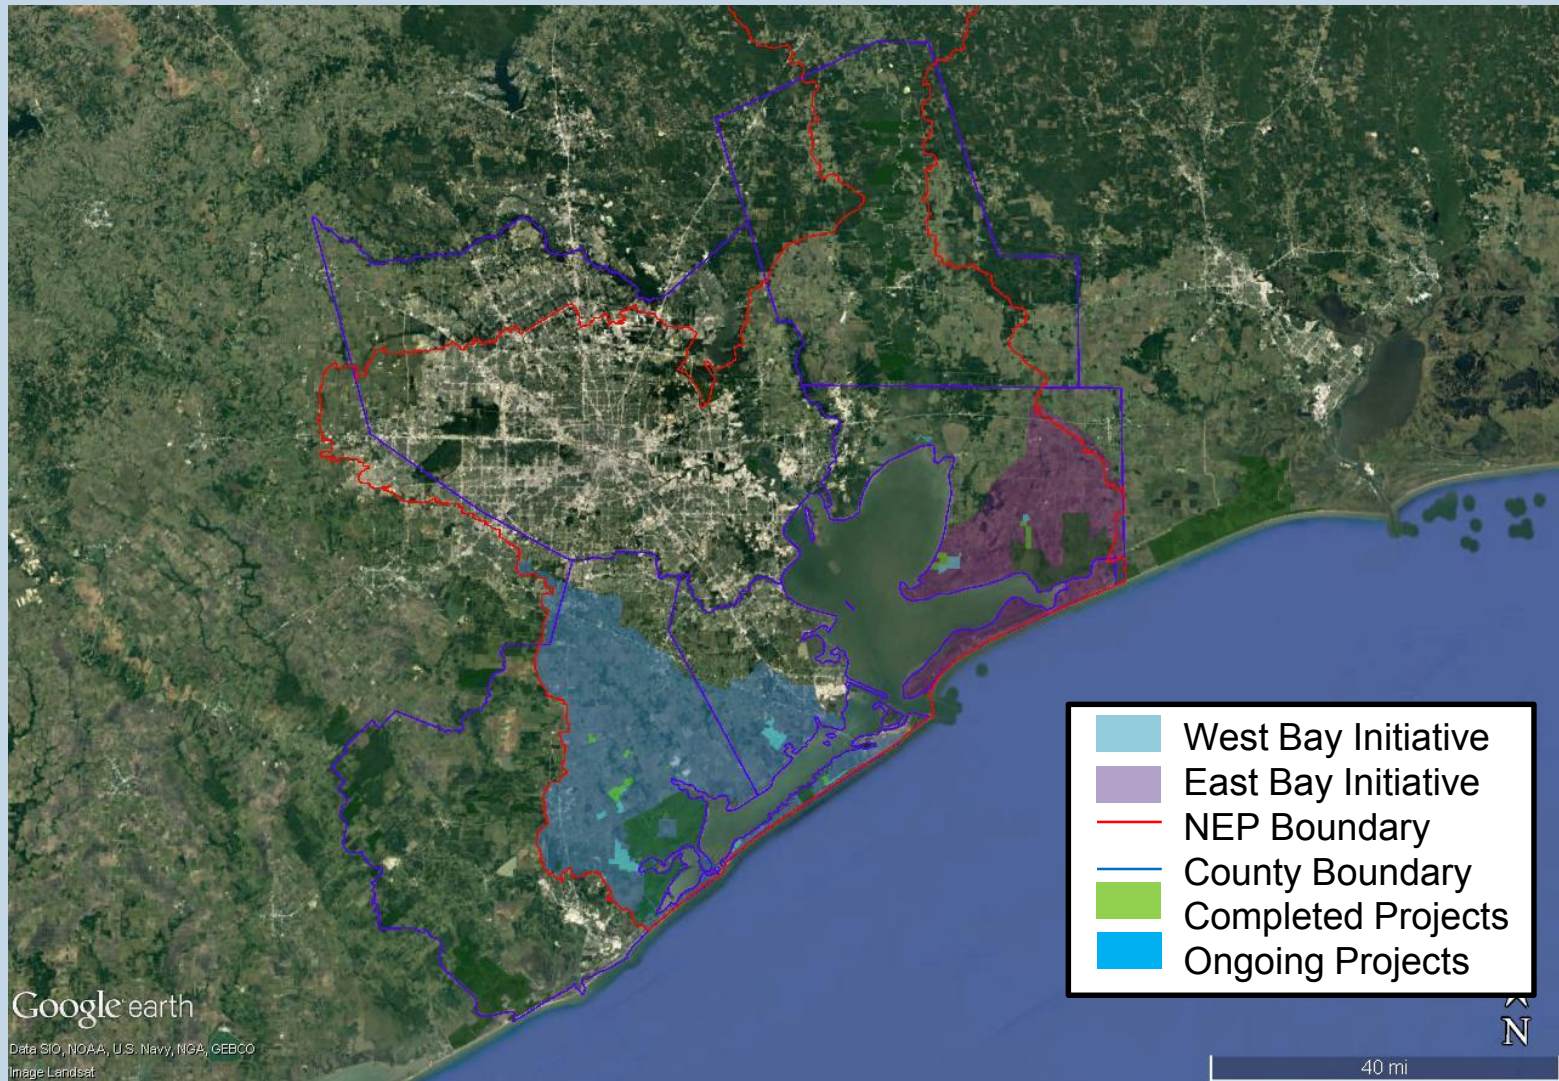 West Bay Initiative
East Bay Initiative
NEP Boundary
County Boundary
Completed Projects
Ongoing Projects
Google earth
Data SIO, NOAA, U.S. Navy, NGA, GEBCO
Image Landsat
N
40 mi